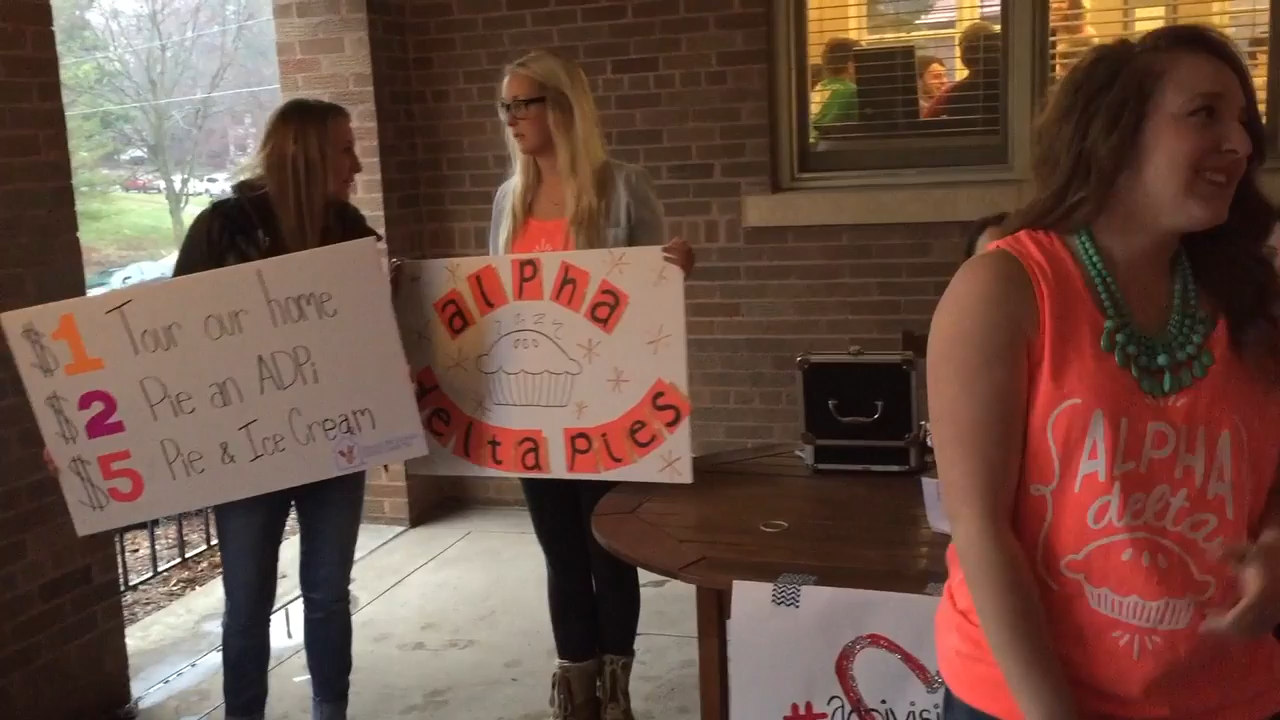 $1 Tour our home
$2 Pie an ADPi
$5 Pie & Ice Cream
alpha
delta pies
ALPHA
delta